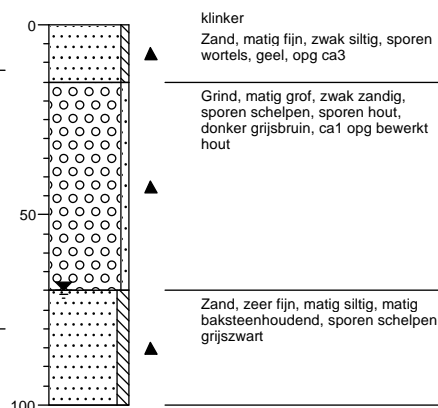 0
klinker
Zand, matig fijn, zwak siltig, sporen
wortels, geel, opg ca3
Grind, matig grof, zwak zandig,
sporen schelpen, sporen hout,
donker grijsbruin, ca1 opg bewerkt
hout
50
Zand, zeer fijn, matig siltig, matig
baksteenhoudend, sporen schelpen
grijszwart
100